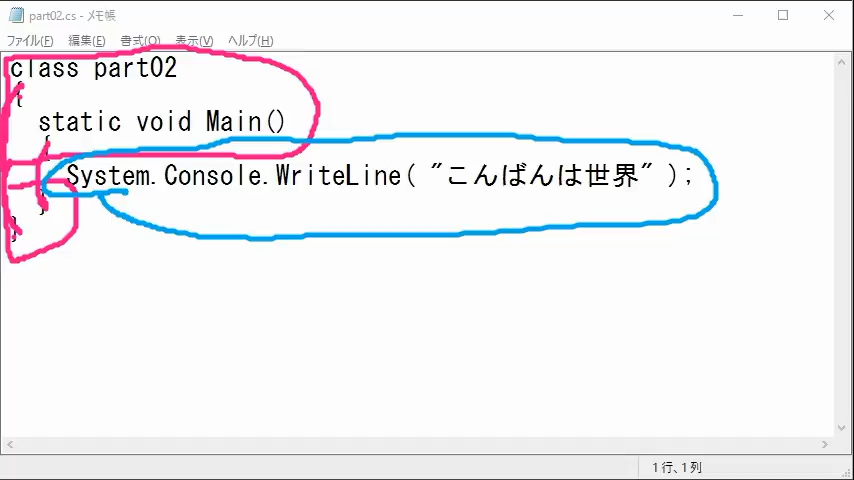 part02.cs - メモ帳
ファイル(F) 編集(E) 書式(O) 表示(V) ヘルプ(H)
class part02
{
static void Main()
{
System.Console.WriteLine( "こんばんは世界" );
}
}
1行、1列